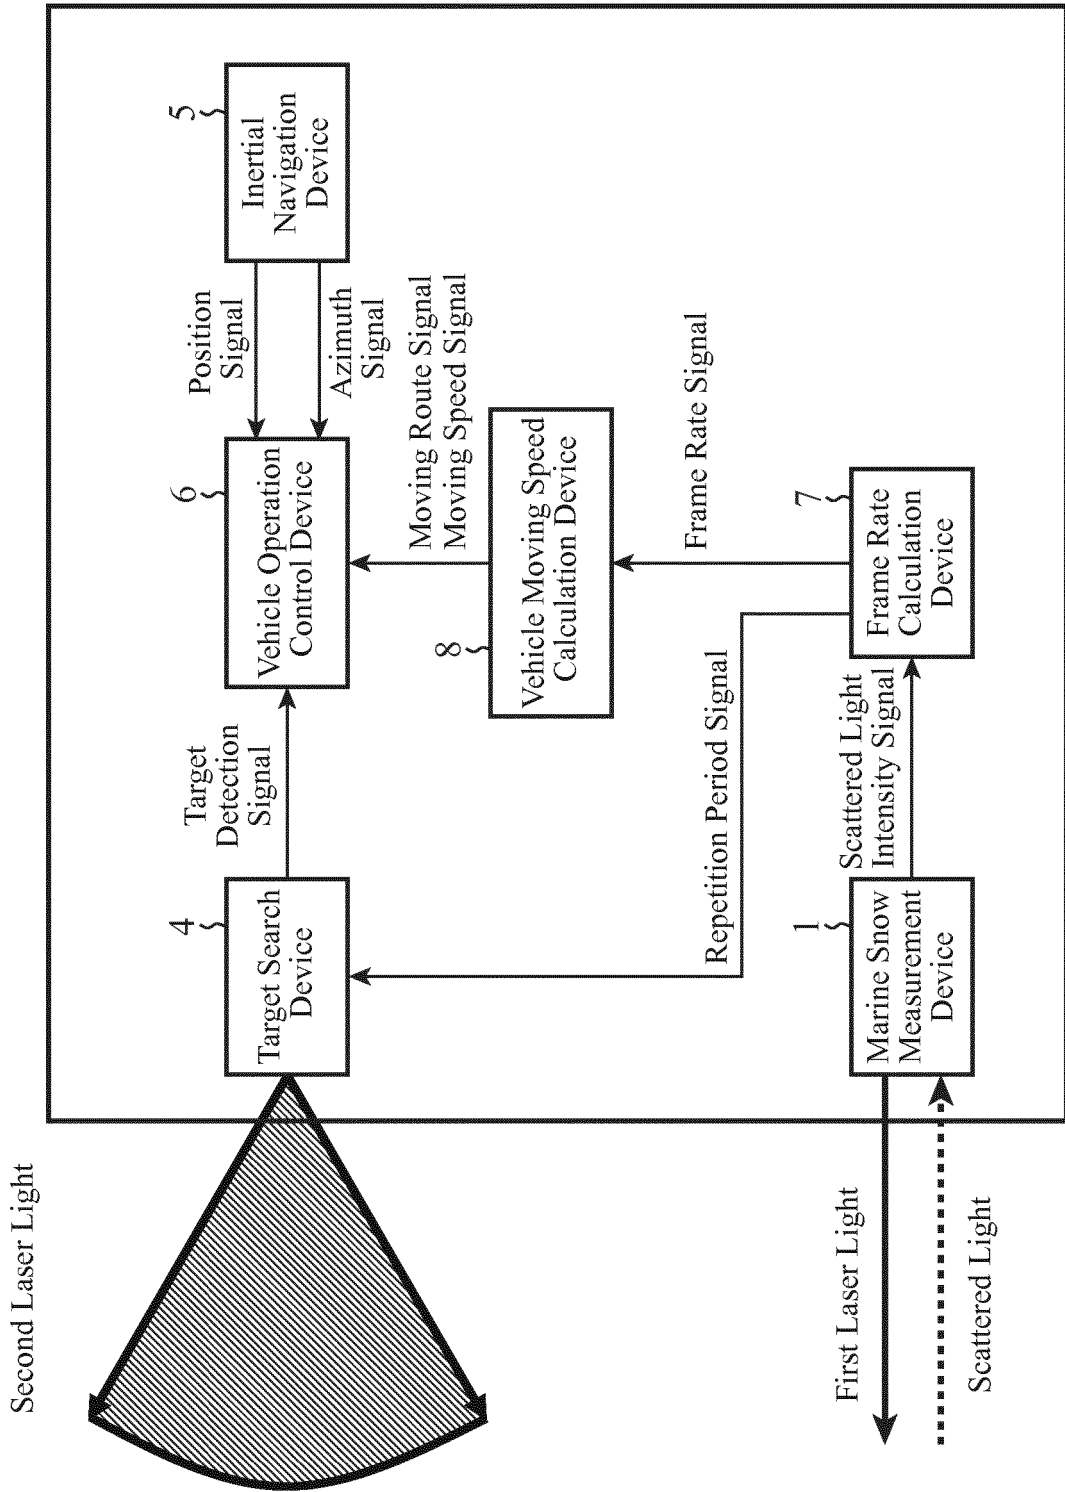 Second Laser Light
4
Target Search
Device
Target
Detection
Signal
6
Vehicle Operation
Control Device
Position
Signal
Azimuth
Signal
5
Inertial
Navigation
Device
Moving Route Signal
Moving Speed Signal
8
Vehicle Moving Speed
Calculation Device
Repetition Period Signal
Frame Rate Signal
First Laser Light
Scattered Light
1
Marine Snow
Measurement
Device
Scattered Light
Intensity Signal
7
Frame Rate
Calculation
Device